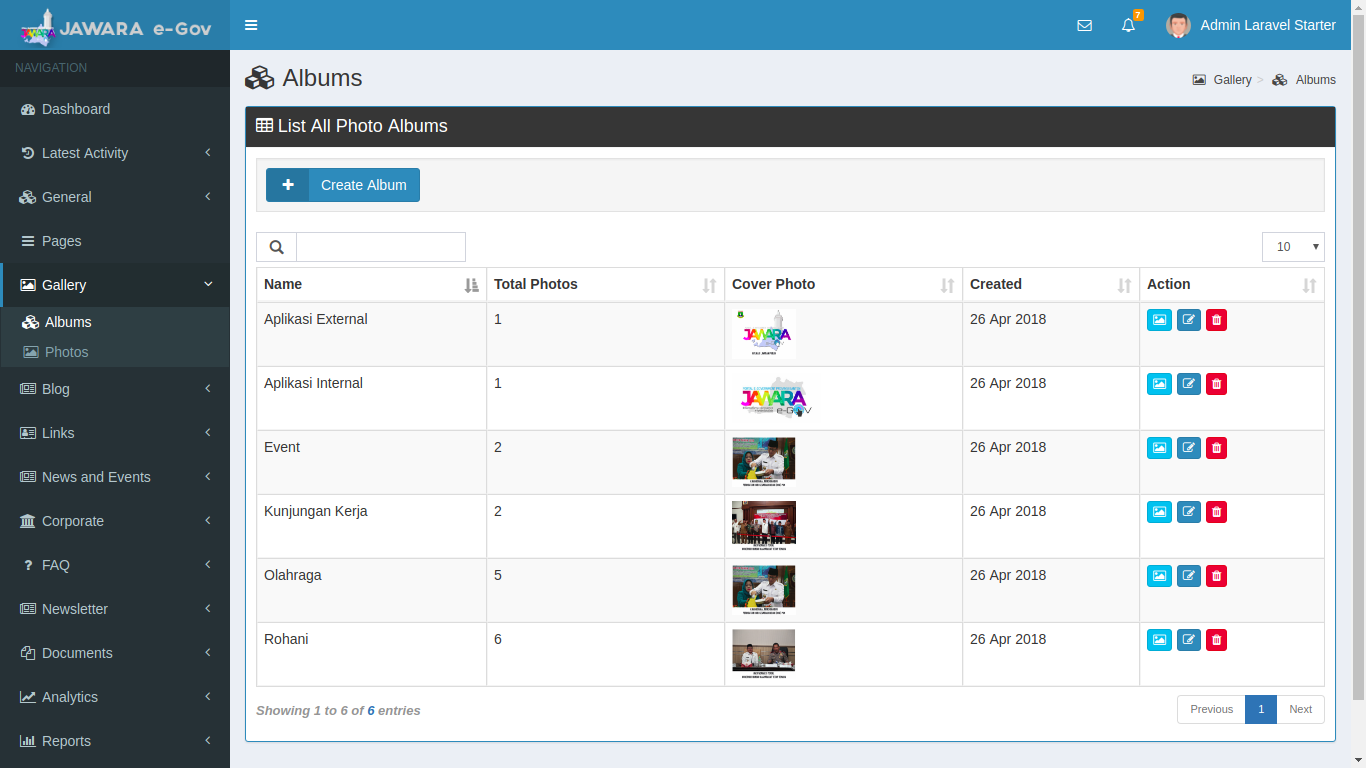 JAWARA e-Gov
7
Admin Laravel Starter
NAVIGATION
Dashboard
Latest Activity
General
Pages
Gallery
Albums
Photos
Blog
Links
News and Events
Corporate
FAQ
Newsletter
Documents
Analytics
Reports
Albums
Gallery > Albums
List All Photo Albums
Create Album
10
Name Total Photos Cover Photo Created Action
Aplikasi External 1 JAWARA 26 Apr 2018
Aplikasi Internal 1 JAWARA e-Gov 26 Apr 2018
Event 2 26 Apr 2018
Kunjungan Kerja 2 26 Apr 2018
Olahraga 5 26 Apr 2018
Rohani 6 26 Apr 2018
Showing 1 to 6 of 6 entries
Previous 1 Next